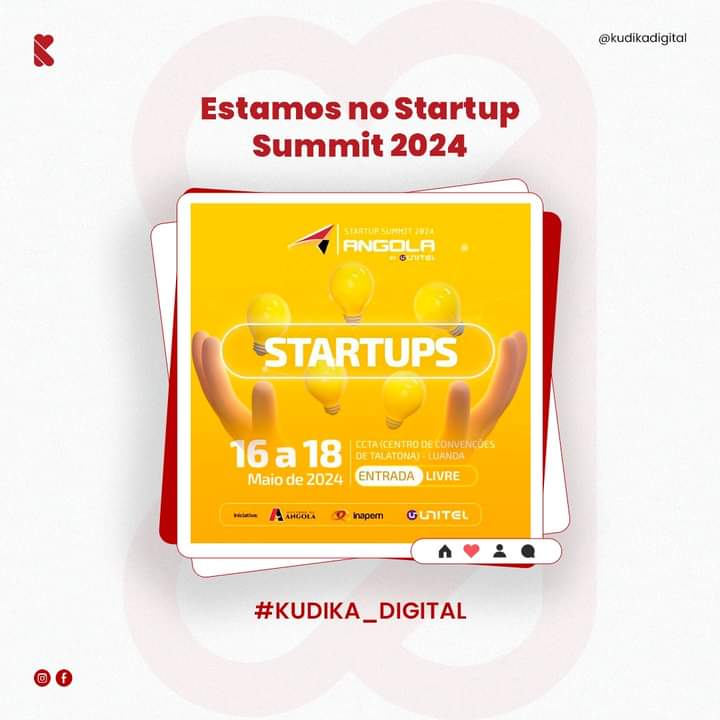 @kudikadigital
Estamos no Startup
Summit 2024
STARTUP SUMMIT 2024
ANGOLA
BY UNITEL
STARTUPS
16 a 18
Maio de 2024
CCTA (CENTRO DE CONVENÇÕES
DE TALATONA) - LUANDA
ENTRADA LIVRE
Iniciativa:
ANGOLA
inapem
UNITEL
#KUDIKA_DIGITAL